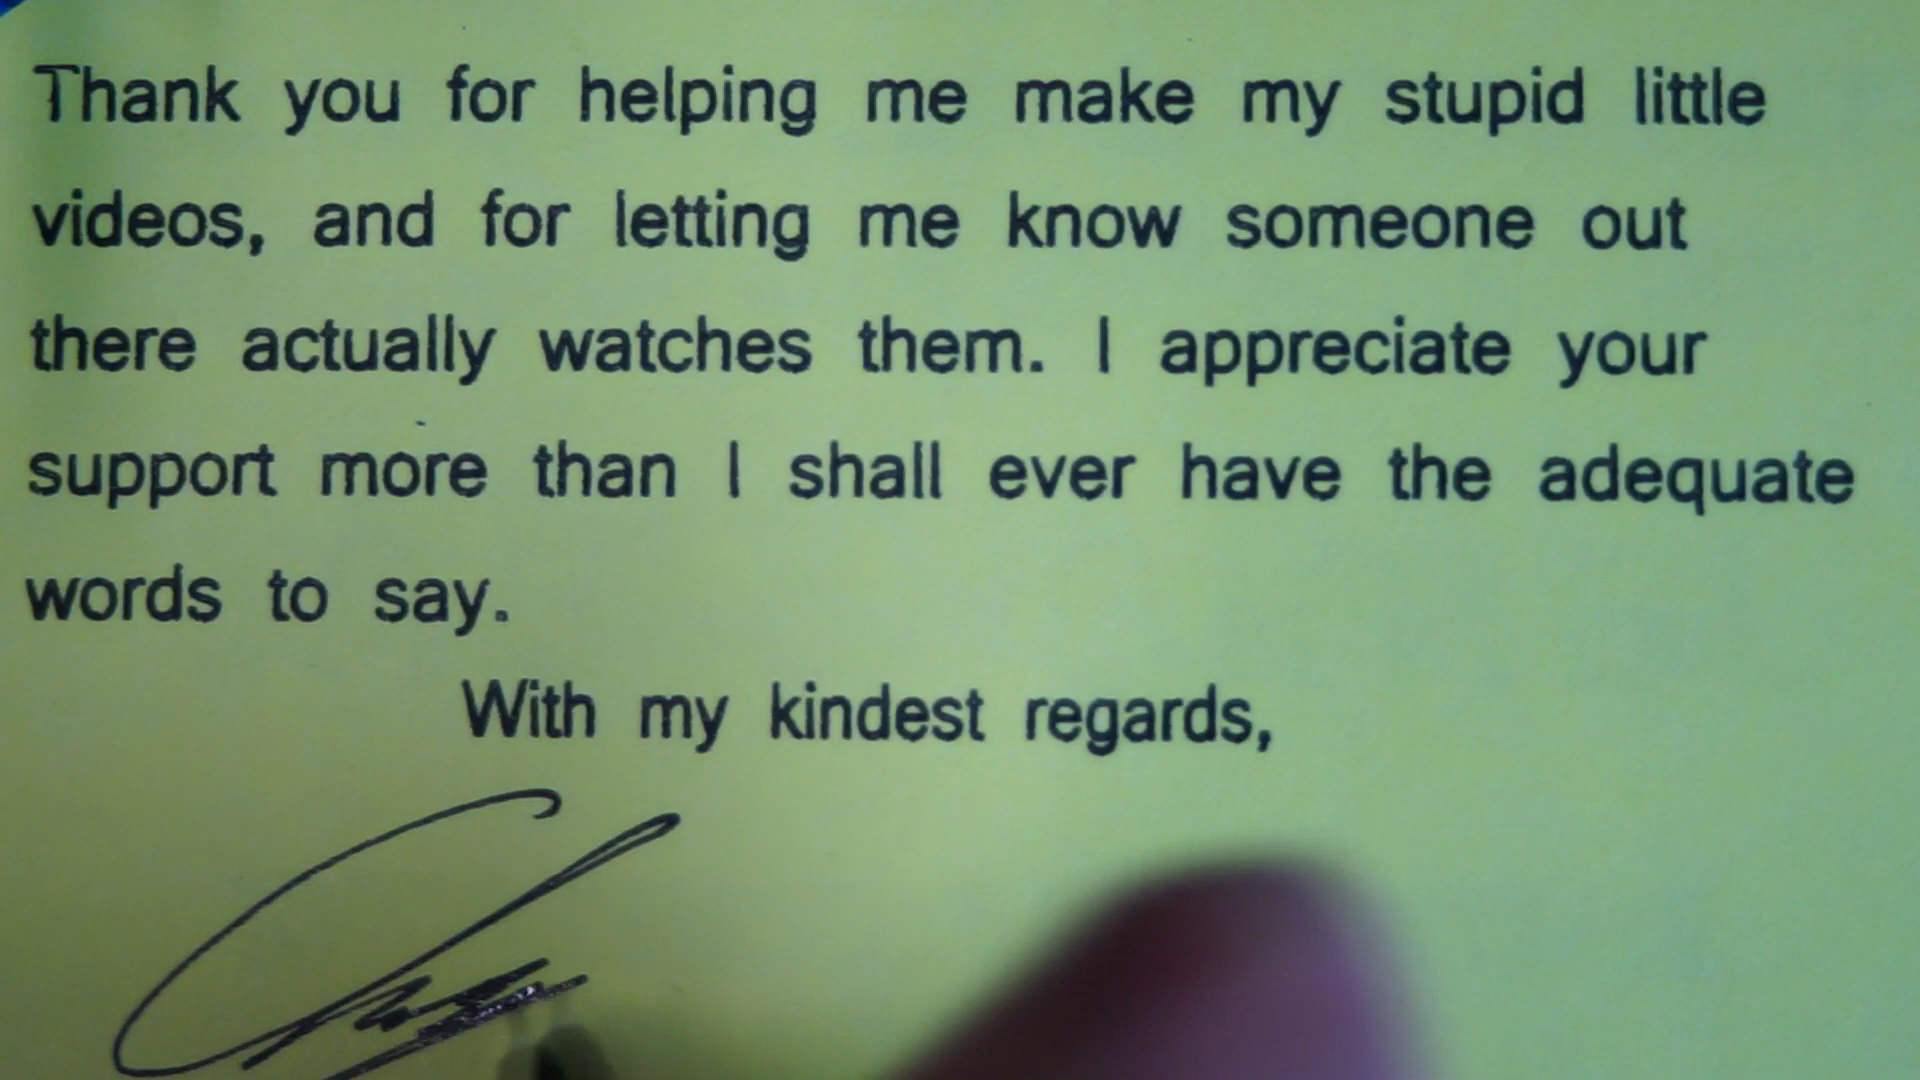 Thank you for helping me make my stupid little
videos, and for letting me know someone out
there actually watches them. I appreciate your
support more than I shall ever have the adequate
words to say.
With my kindest regards,